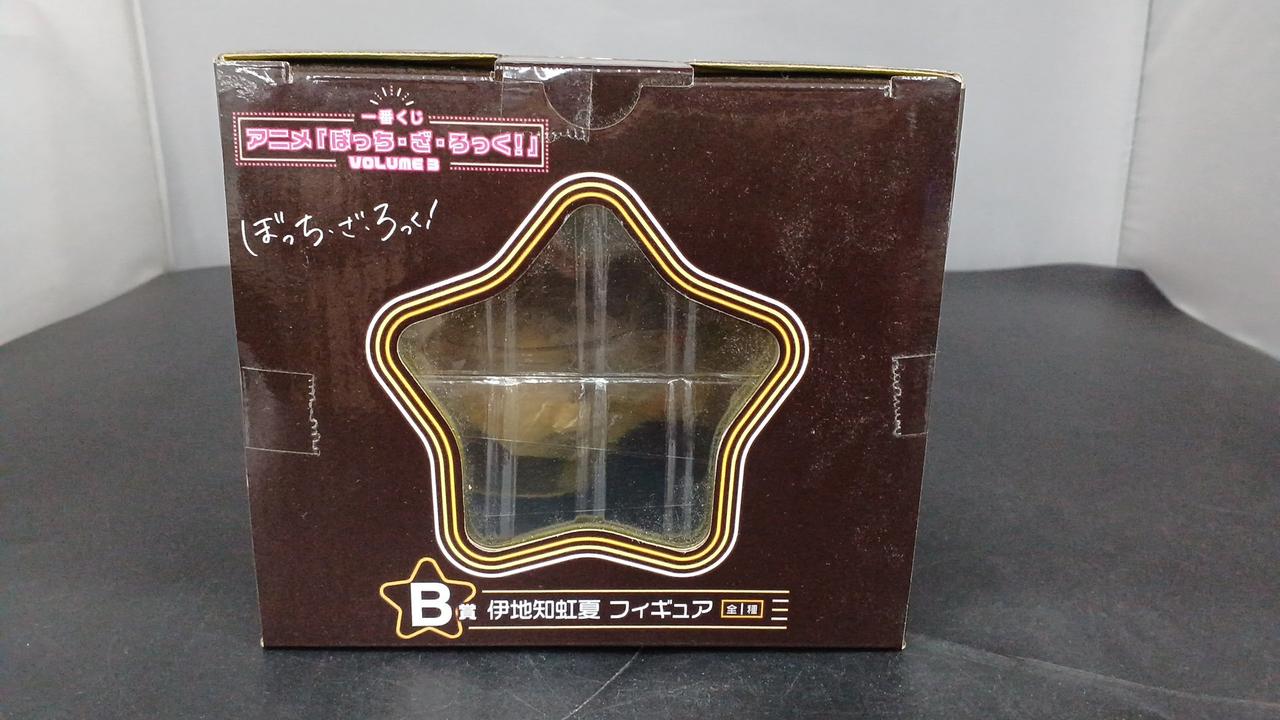 一番くじ
アニメ「ぼっち・ざ・ろっく!」
VOLUME 3
ぼっち・ざ・ろっく!
B賞 伊地知虹夏 フィギュア 全1種